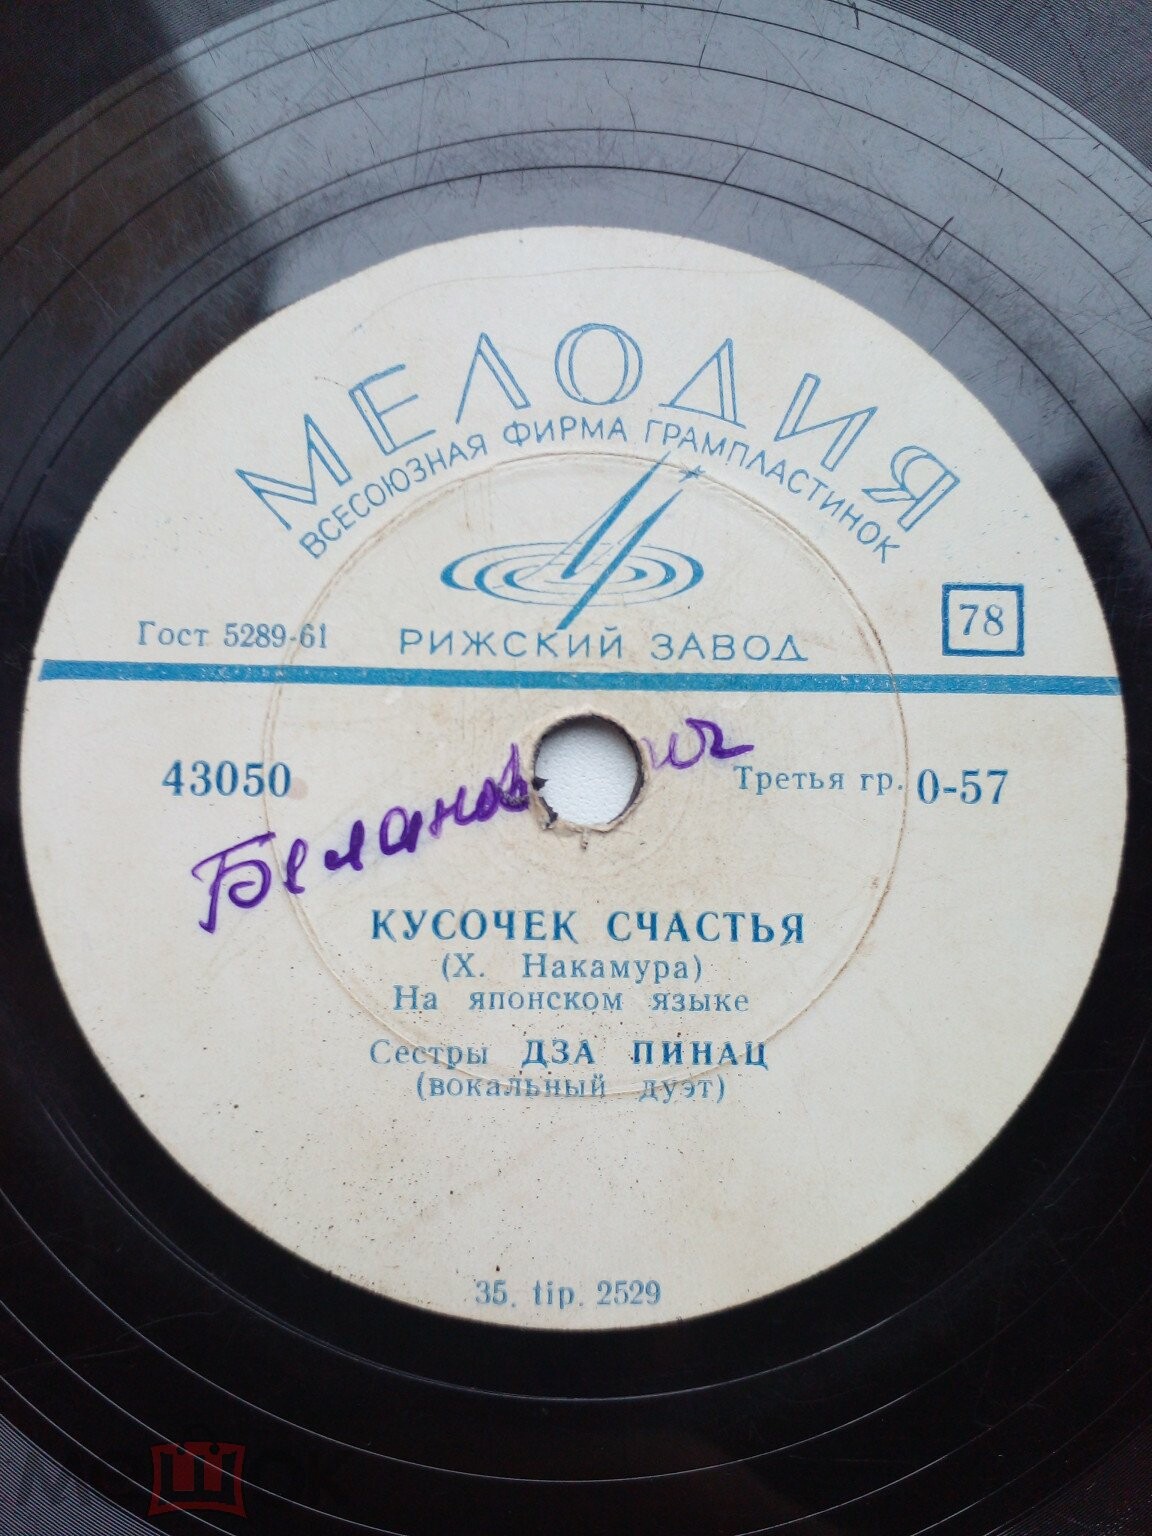 МЕЛОДИЯ
ВСЕСОЮЗНАЯ ФИРМА ГРАМПЛАСТИНОК
Гост 5289-61
РИЖСКИЙ ЗАВОД
78
43050
Третья гр. 0-57
КУСОЧЕК СЧАСТЬЯ
(Х. Накамура)
На японском языке
Сестры ДЗА ПИНАЦ
(вокальный дуэт)
35. tip. 2529